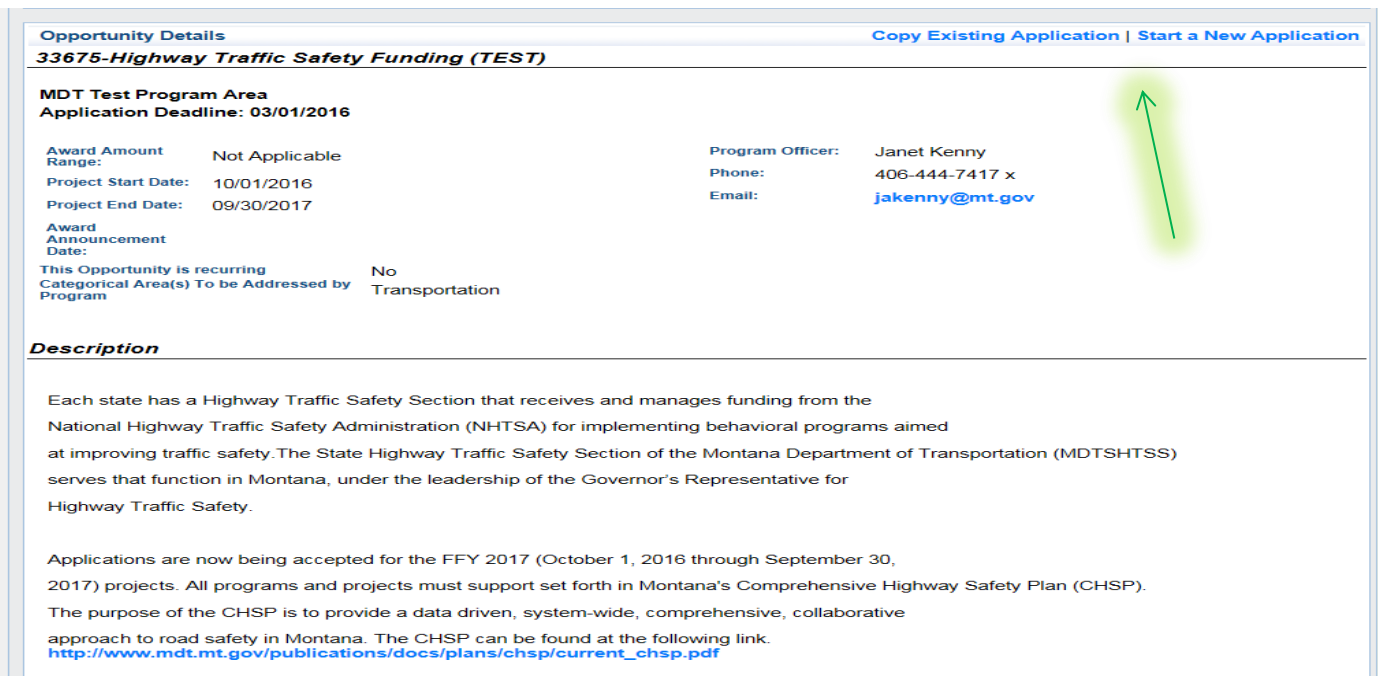 Opportunity Details
Copy Existing Application | Start a New Application
33675-Highway Traffic Safety Funding (TEST)
MDT Test Program Area
Application Deadline: 03/01/2016
Award Amount Range: Not Applicable
Project Start Date: 10/01/2016
Project End Date: 09/30/2017
Award Announcement Date:
This Opportunity is recurring No
Categorical Area(s) To be Addressed by Program Transportation
Program Officer: Janet Kenny
Phone: 406-444-7417 x
Email: jakenny@mt.gov
Description
Each state has a Highway Traffic Safety Section that receives and manages funding from the
National Highway Traffic Safety Administration (NHTSA) for implementing behavioral programs aimed
at improving traffic safety.The State Highway Traffic Safety Section of the Montana Department of Transportation (MDTSHTSS)
serves that function in Montana, under the leadership of the Governor's Representative for
Highway Traffic Safety.
Applications are now being accepted for the FFY 2017 (October 1, 2016 through September 30,
2017) projects. All programs and projects must support set forth in Montana's Comprehensive Highway Safety Plan (CHSP).
The purpose of the CHSP is to provide a data driven, system-wide, comprehensive, collaborative
approach to road safety in Montana. The CHSP can be found at the following link.
http://www.mdt.mt.gov/publications/docs/plans/chsp/current_chsp.pdf